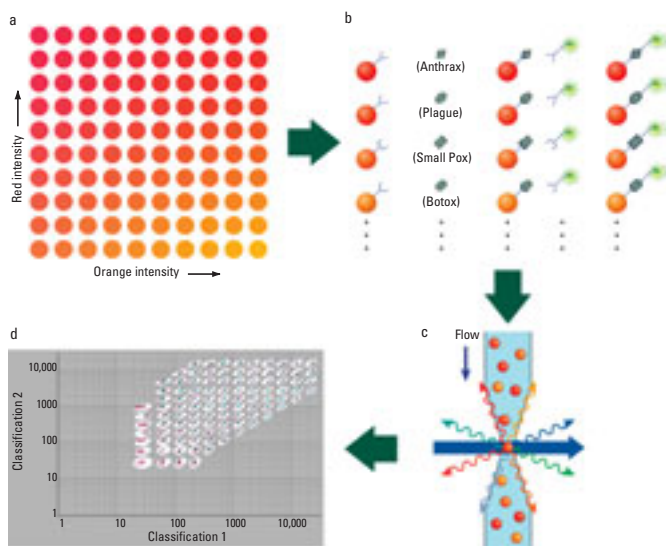 a
Red intensity
Orange intensity
b
(Anthrax)
(Plague)
(Small Pox)
(Botox)
c
Flow
d
Classification 2
10,000
1000
100
10
1
1
10
100
1000
10,000
Classification 1